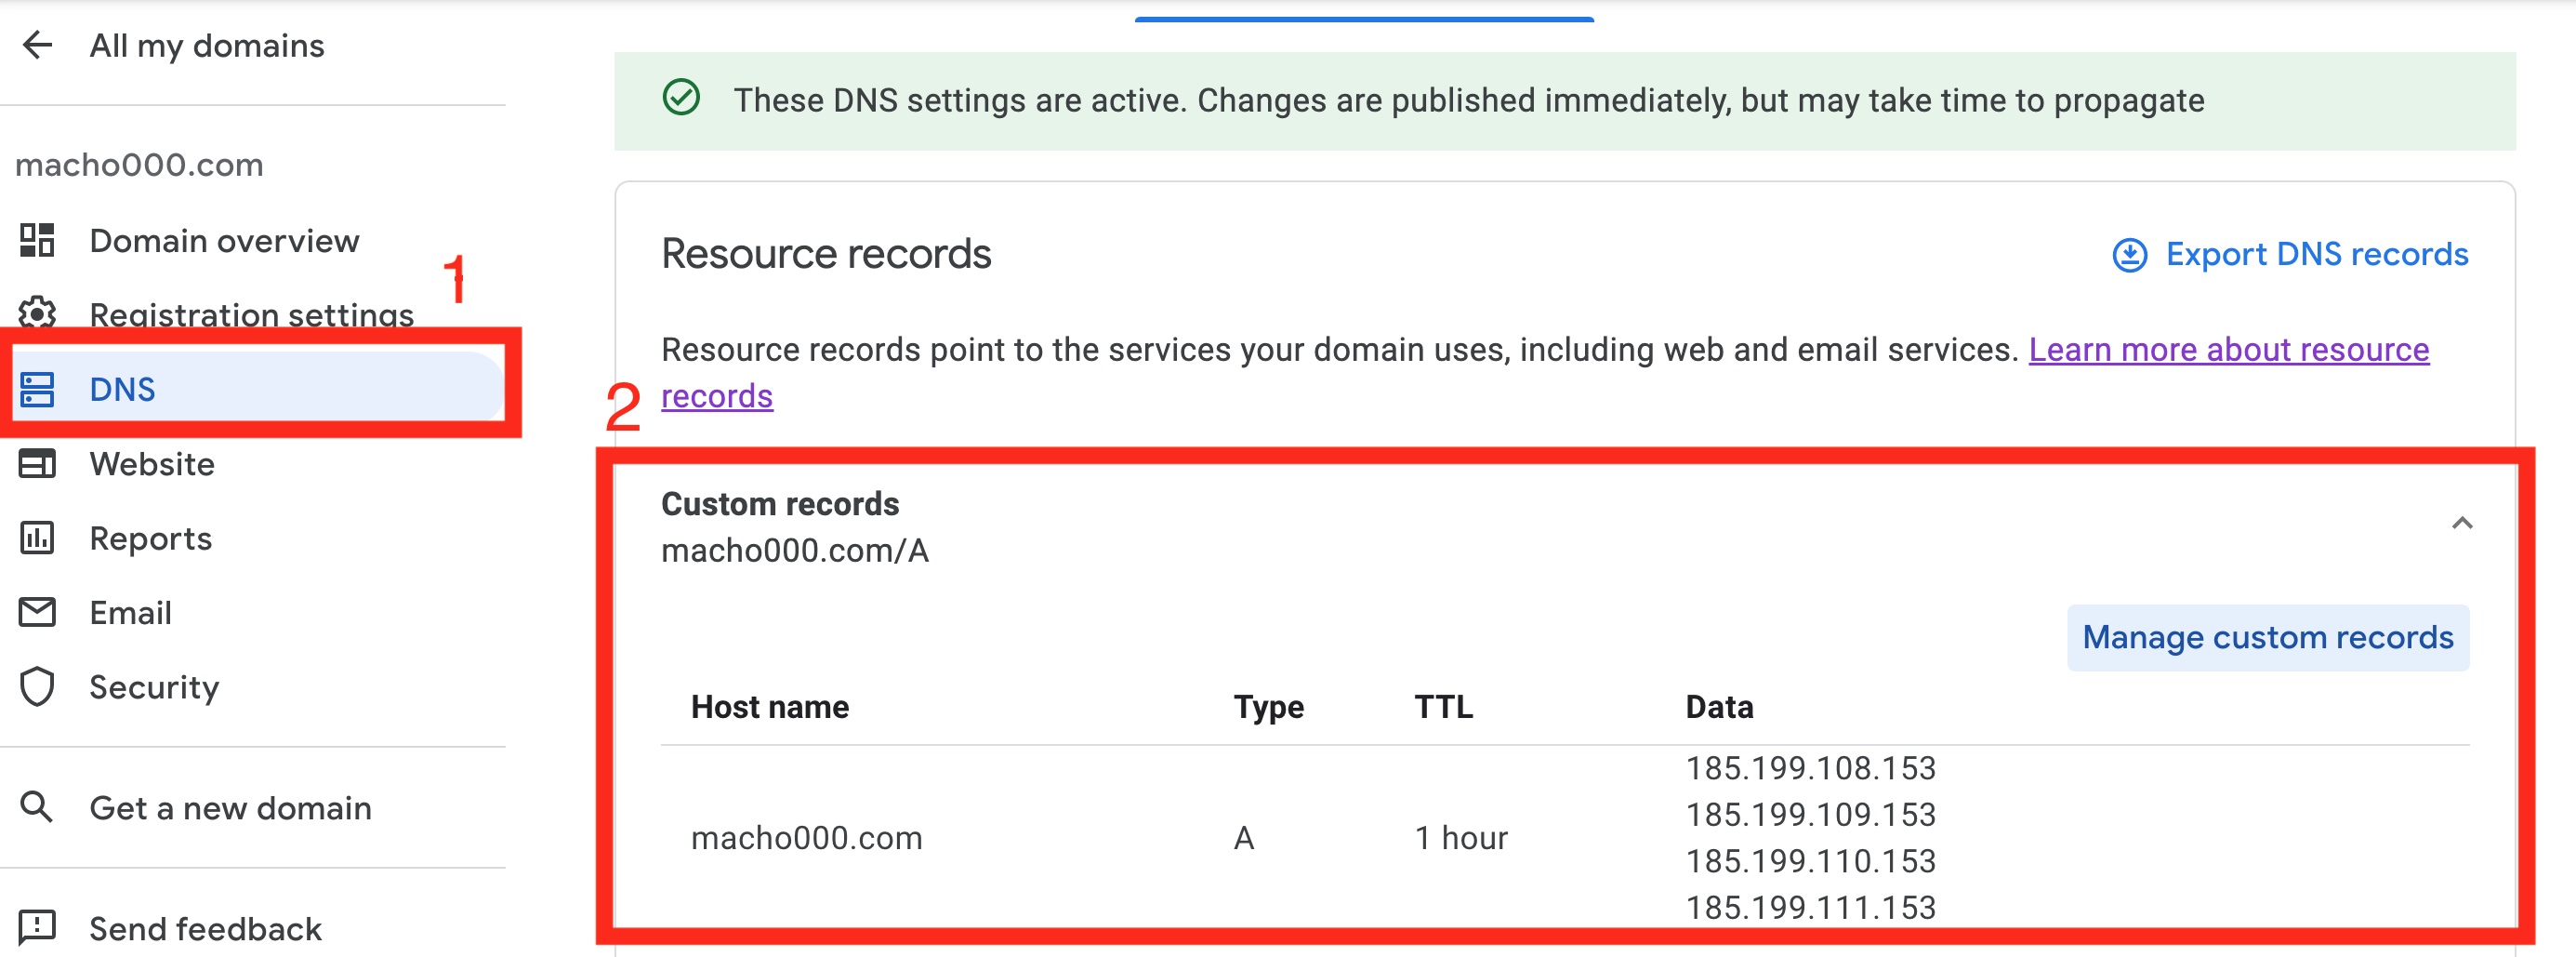 All my domains
macho000.com
Domain overview
1
Registration settings
DNS
Website
Reports
Email
Security
Get a new domain
Send feedback
These DNS settings are active. Changes are published immediately, but may take time to propagate
Resource records
Export DNS records
Resource records point to the services your domain uses, including web and email services. Learn more about resource
records
2
Custom records
macho000.com/A
Manage custom records
Host name Type TTL Data
macho000.com A 1 hour
185.199.108.153
185.199.109.153
185.199.110.153
185.199.111.153